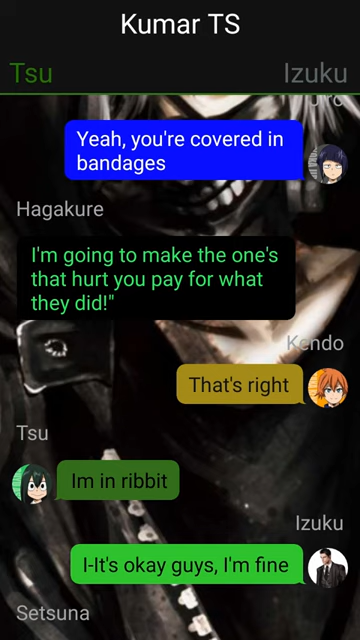 Kumar TS
Tsu
Izuku
Jiro
Yeah, you're covered in
bandages
Hagakure
I'm going to make the one's
that hurt you pay for what
they did!"
Kendo
That's right
Tsu
Im in ribbit
Izuku
I-It's okay guys, I'm fine
Setsuna